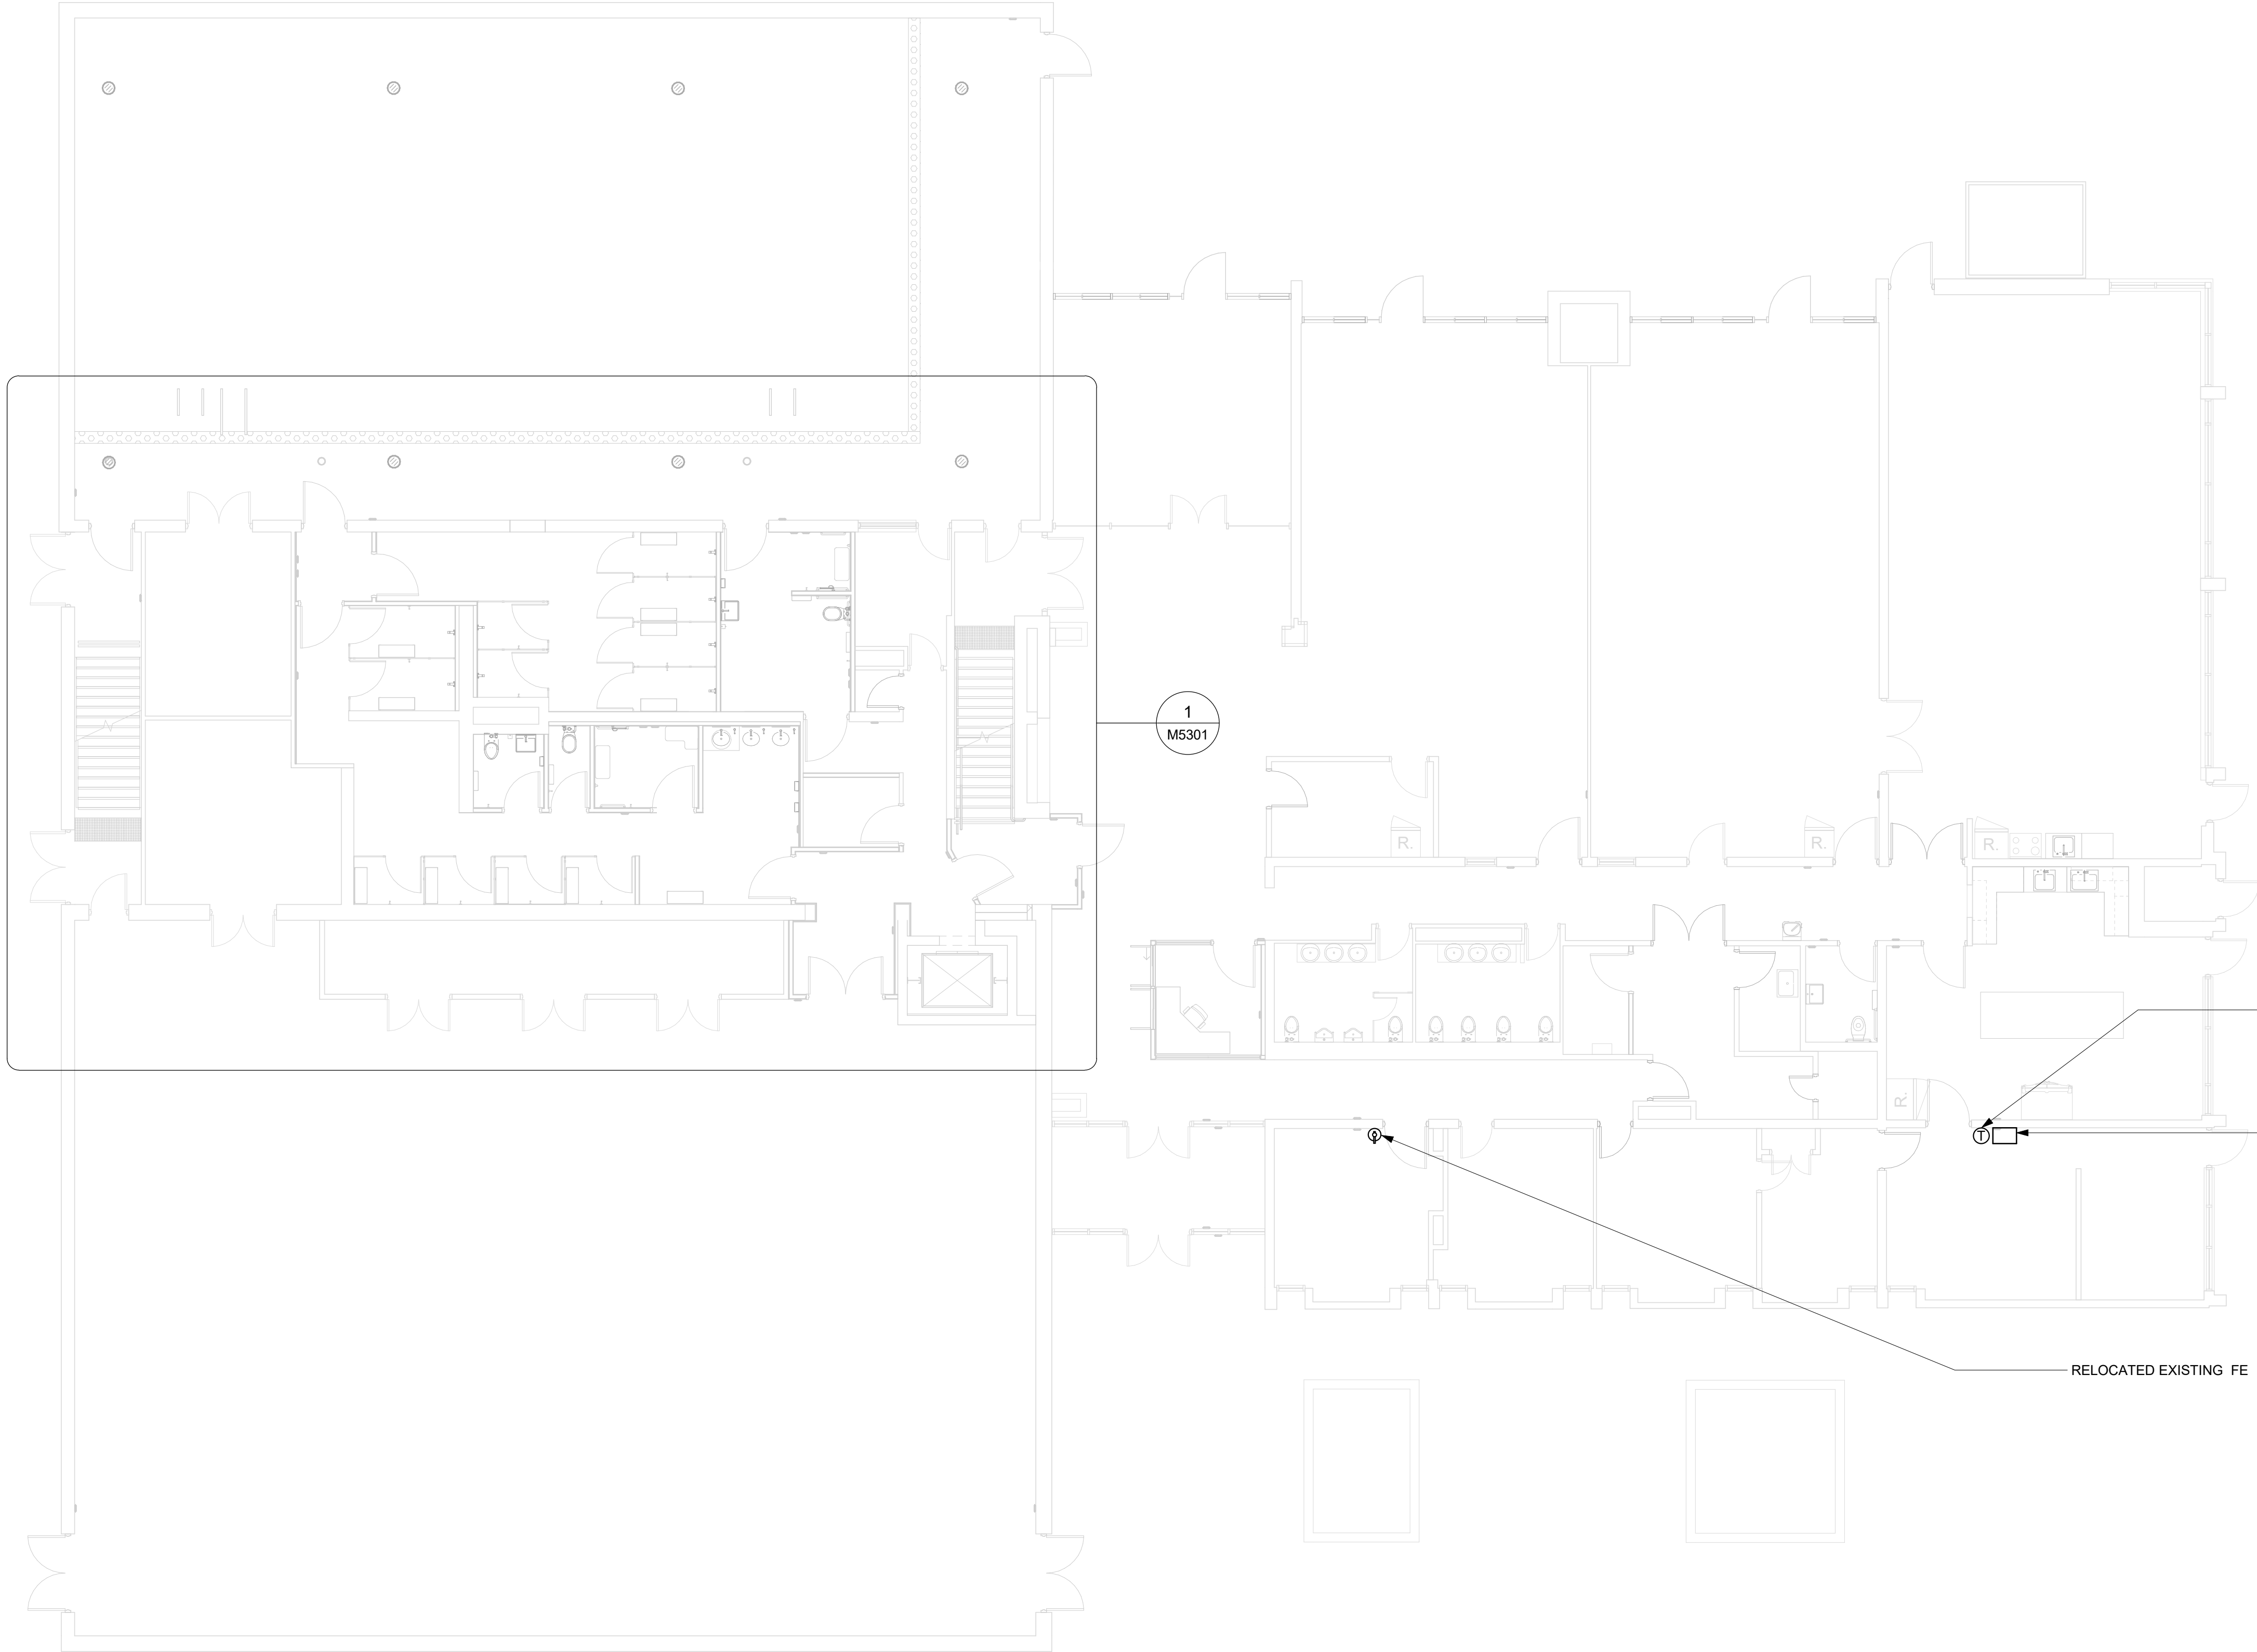 1
M5301
R.
R.
R.
R.
T
RELOCATED EXISTING FE